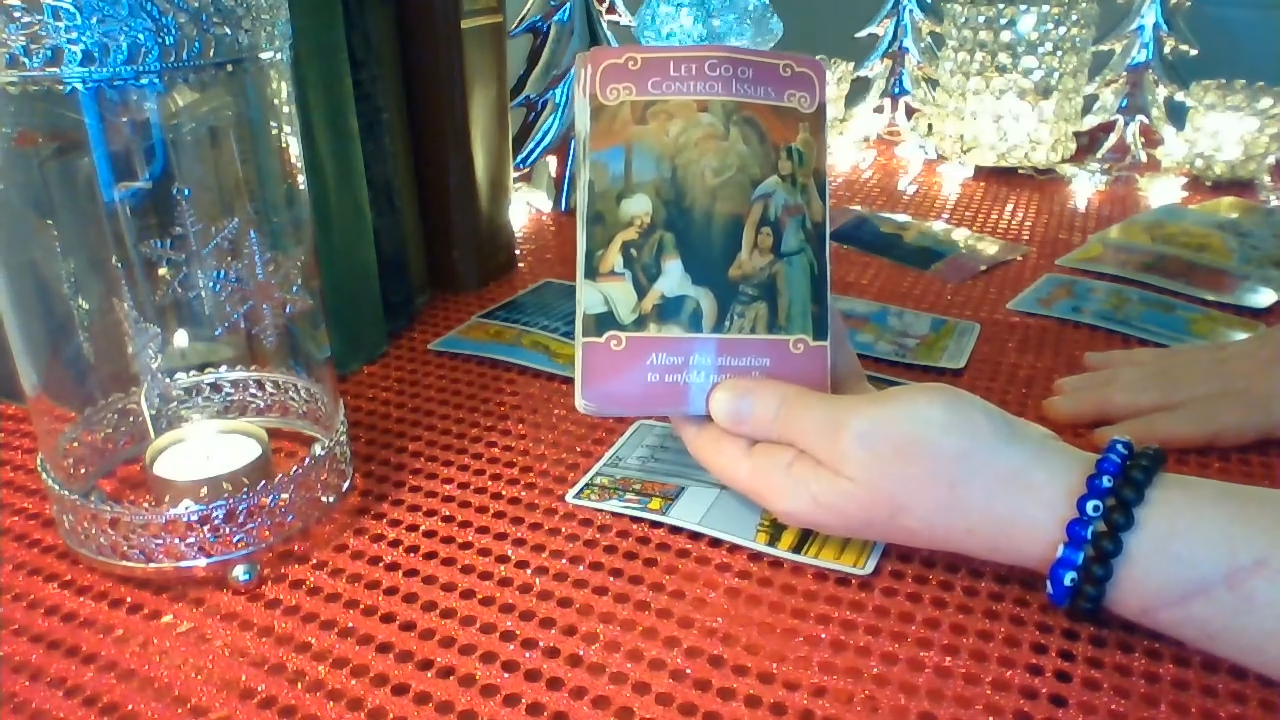 LET GO OF
CONTROL ISSUES
Allow this situation
to unfold